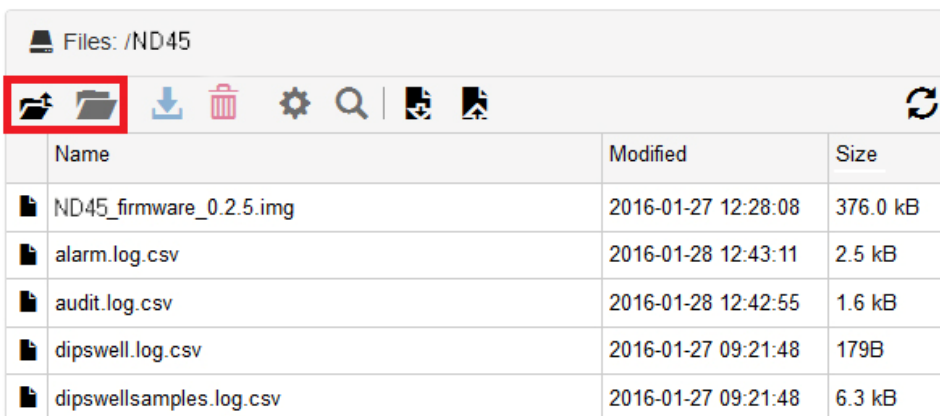 Files: /ND45
Name Modified Size
ND45_firmware_0.2.5.img 2016-01-27 12:28:08 376.0 kB
alarm.log.csv 2016-01-28 12:43:11 2.5 kB
audit.log.csv 2016-01-28 12:42:55 1.6 kB
dipswell.log.csv 2016-01-27 09:21:48 179B
dipswellsamples.log.csv 2016-01-27 09:21:48 6.3 kB